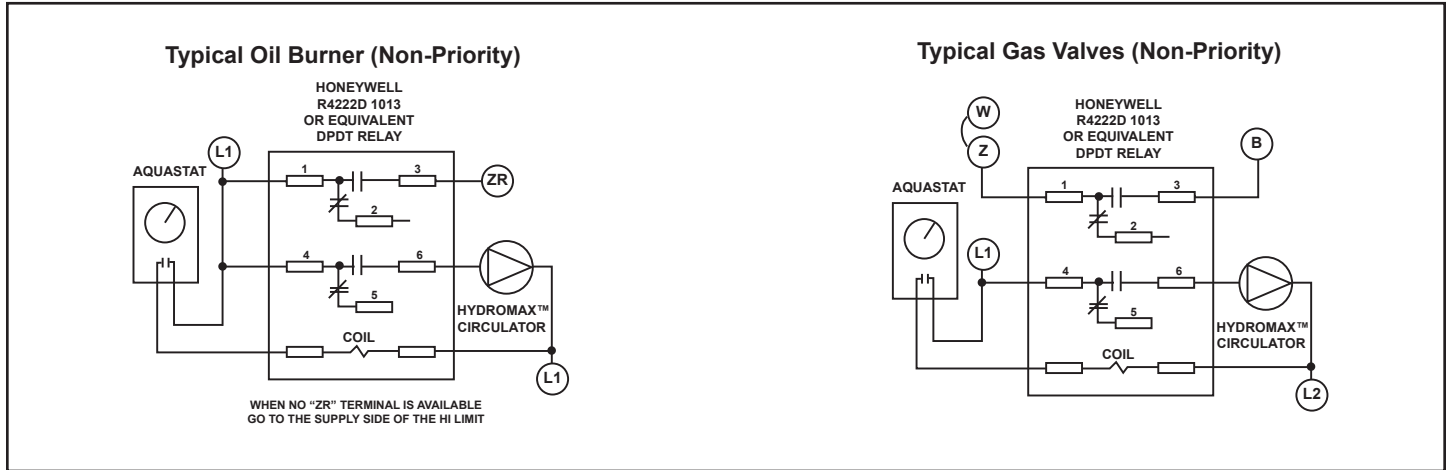 Typical Oil Burner (Non-Priority)
HONEYWELL
R4222D 1013
OR EQUIVALENT
DPDT RELAY
L1
AQUASTAT
1
3
ZR
2
4
6
5
HYDROMAX™
CIRCULATOR
COIL
L1
WHEN NO “ZR” TERMINAL IS AVAILABLE
GO TO THE SUPPLY SIDE OF THE HI LIMIT
Typical Gas Valves (Non-Priority)
HONEYWELL
R4222D 1013
OR EQUIVALENT
DPDT RELAY
W
Z
B
AQUASTAT
1
3
2
L1
4
6
5
HYDROMAX™
CIRCULATOR
COIL
L2